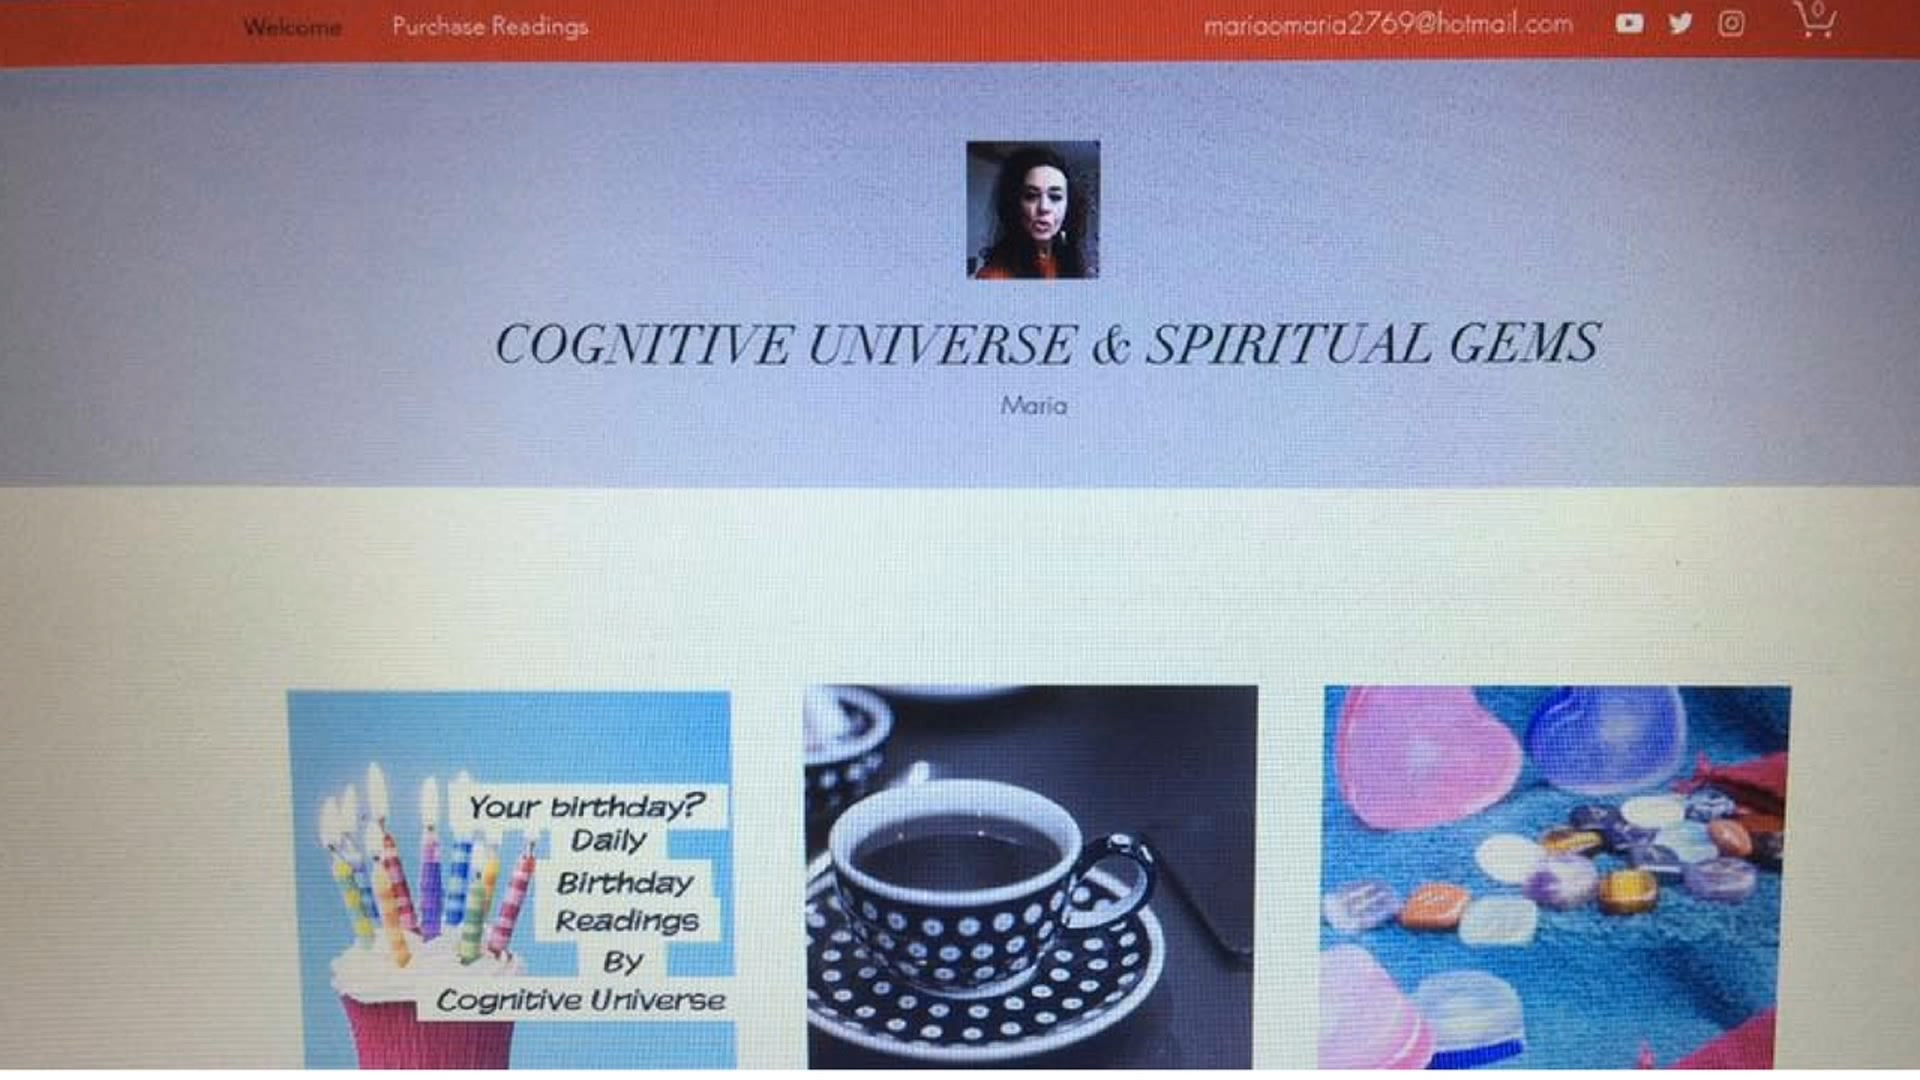 Welcome
Purchase Readings
mariaomaria2769@hotmail.com
0
COGNITIVE UNIVERSE & SPIRITUAL GEMS
Maria
Your birthday?
Daily
Birthday
Readings
By
Cognitive Universe